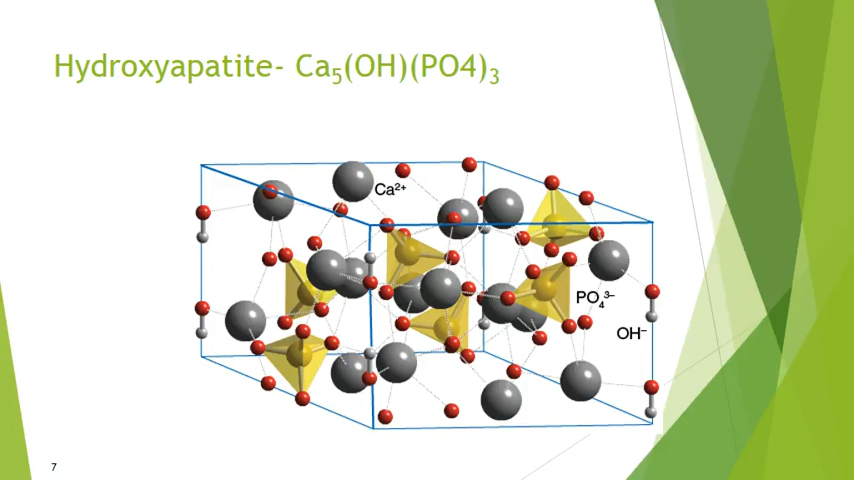 Hydroxyapatite- Ca₅(OH)(PO4)₃
Ca²⁺
PO₄³⁻
OH⁻
7